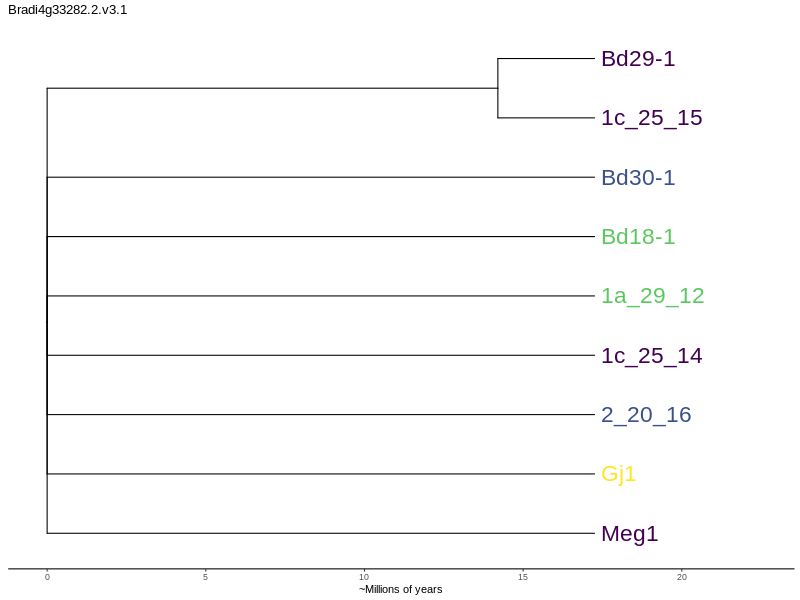 Bradi4g33282.2.v3.1
Bd29-1
1c_25_15
Bd30-1
Bd18-1
1a_29_12
1c_25_14
2_20_16
Gj1
Meg1
0 5 10 15 20
~Millions of years